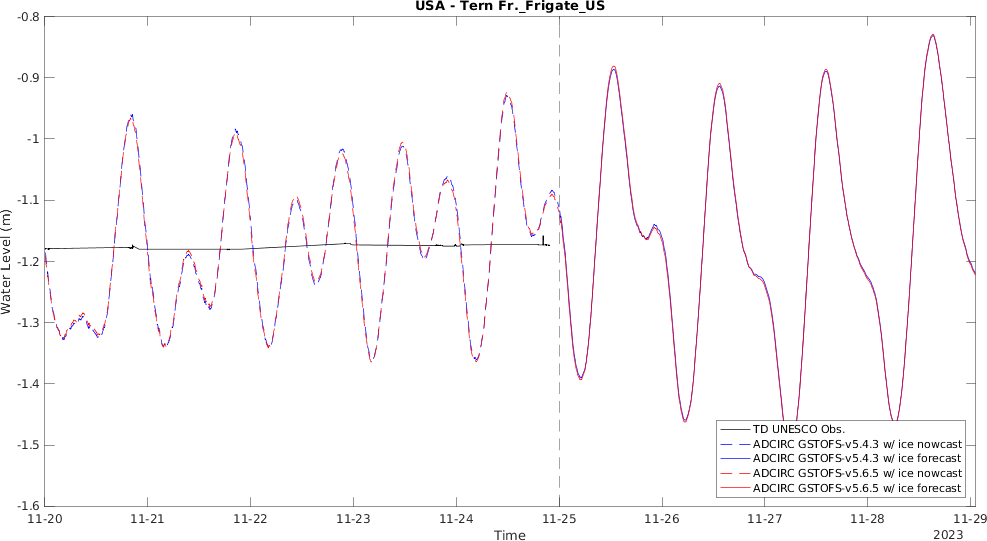 USA - Tern Fr._Frigate_US
-0.8
-0.9
-1
-1.1
-1.2
-1.3
-1.4
-1.5
-1.6
Water Level (m)
TD UNESCO Obs.
ADCIRC GSTOFS-v5.4.3 w/ ice nowcast
ADCIRC GSTOFS-v5.4.3 w/ ice forecast
ADCIRC GSTOFS-v5.6.5 w/ ice nowcast
ADCIRC GSTOFS-v5.6.5 w/ ice forecast
11-20 11-21 11-22 11-23 11-24 11-25 11-26 11-27 11-28 11-29
Time
2023